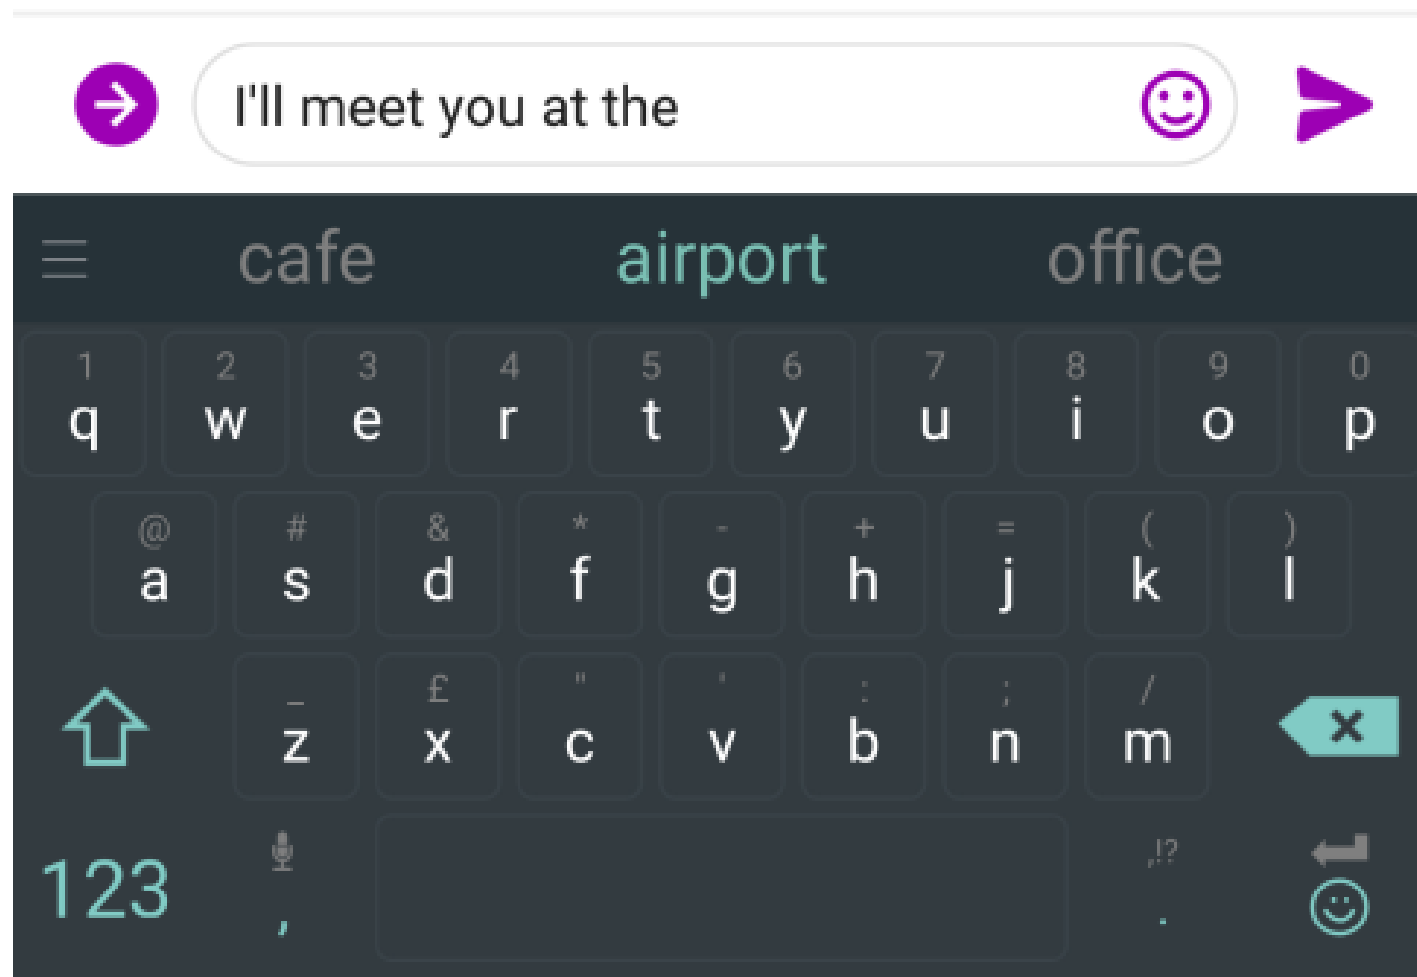 I'll meet you at the
cafe airport office
1 2 3 4 5 6 7 8 9 0
q w e r t y u i o p
@ # & * - + = ( )
a s d f g h j k l
_ £ " ' : ; /
z x c v b n m
,!?
123 , .